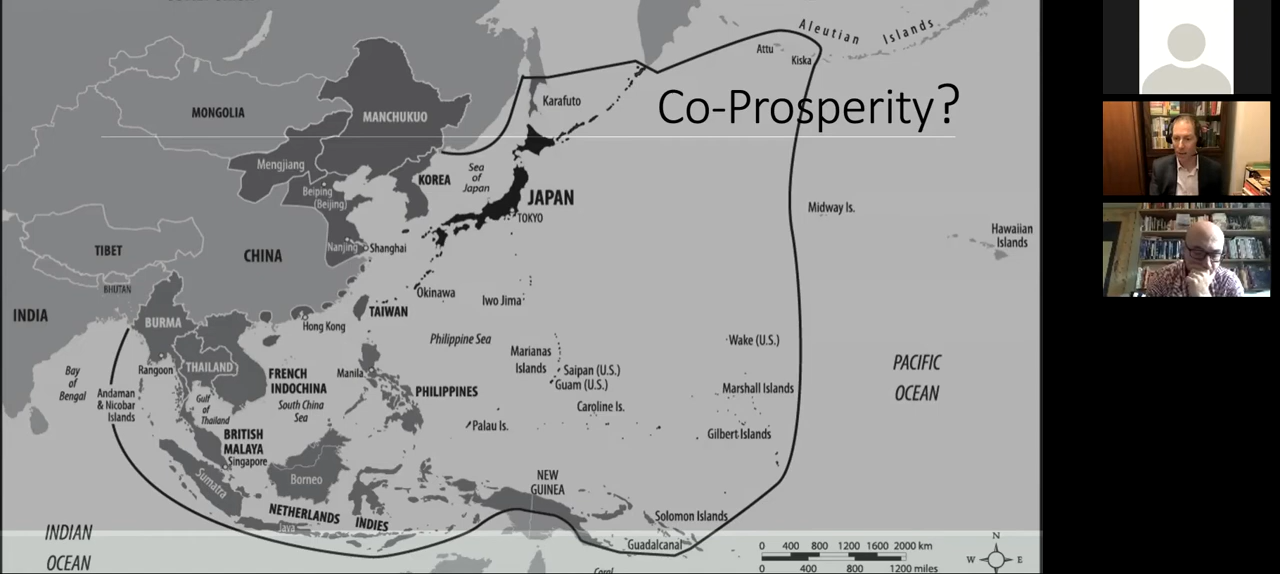 Aleutian Islands
Attu
Kiska
Co-Prosperity?
Karafuto
MONGOLIA
MANCHUKUO
Mengjiang
Sea
of
Japan
KOREA
Beiping
(Beijing)
JAPAN
TOKYO
Midway Is.
Hawaiian
Islands
Nanjing
Shanghai
TIBET
CHINA
BHUTAN
INDIA
Okinawa
Iwo Jima
TAIWAN
BURMA
Hong Kong
Philippine Sea
Wake (U.S.)
Marianas
Islands
PACIFIC
OCEAN
Rangoon
THAILAND
FRENCH
INDOCHINA
Manila
Saipan (U.S.)
Guam (U.S.)
Bay
of
Bengal
Andaman
& Nicobar
Islands
Gulf
of
Thailand
South China
Sea
PHILIPPINES
Caroline Is.
Marshall Islands
Palau Is.
Gilbert Islands
BRITISH
MALAYA
Singapore
Sumatra
Borneo
NEW
GUINEA
NETHERLANDS INDIES
Java
Solomon Islands
Guadalcanal
INDIAN
OCEAN
N
W E
0 400 800 1200 1600 2000 km
0 400 800 1200 miles